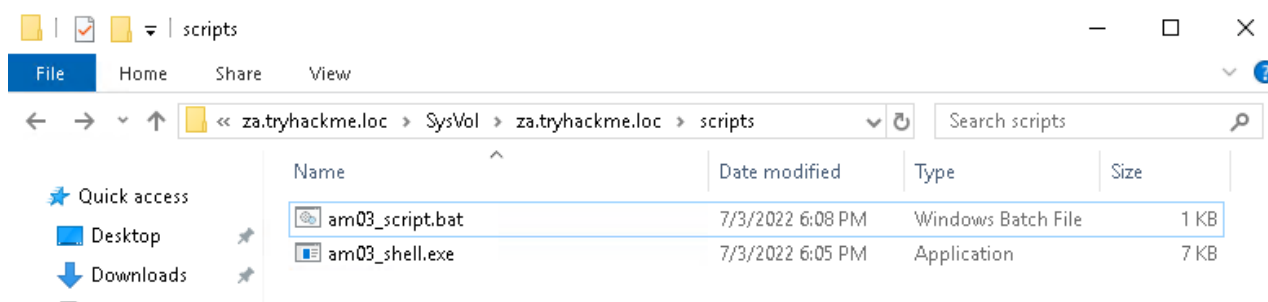 scripts
File Home Share View
« za.tryhackme.loc > SysVol > za.tryhackme.loc > scripts Search scripts
Name Date modified Type Size
Quick access
am03_script.bat 7/3/2022 6:08 PM Windows Batch File 1 KB
Desktop
am03_shell.exe 7/3/2022 6:05 PM Application 7 KB
Downloads